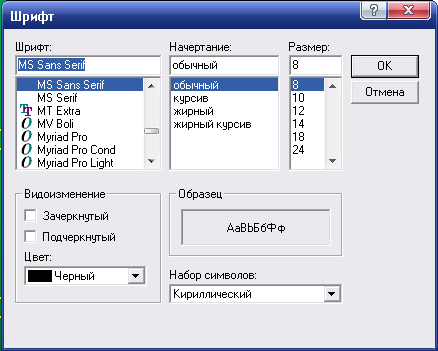 Шрифт
Шрифт: Начертание: Размер:
MS Sans Serif обычный 8 OK
MS Sans Serif обычный 8 Отмена
MS Serif курсив 10
MT Extra жирный 12
MV Boli жирный курсив 14
Myriad Pro 18
Myriad Pro Cond 24
Myriad Pro Light
Видоизменение Образец
Зачеркнутый
Подчеркнутый АаBbБбФф
Цвет:
Черный
Набор символов:
Кириллический